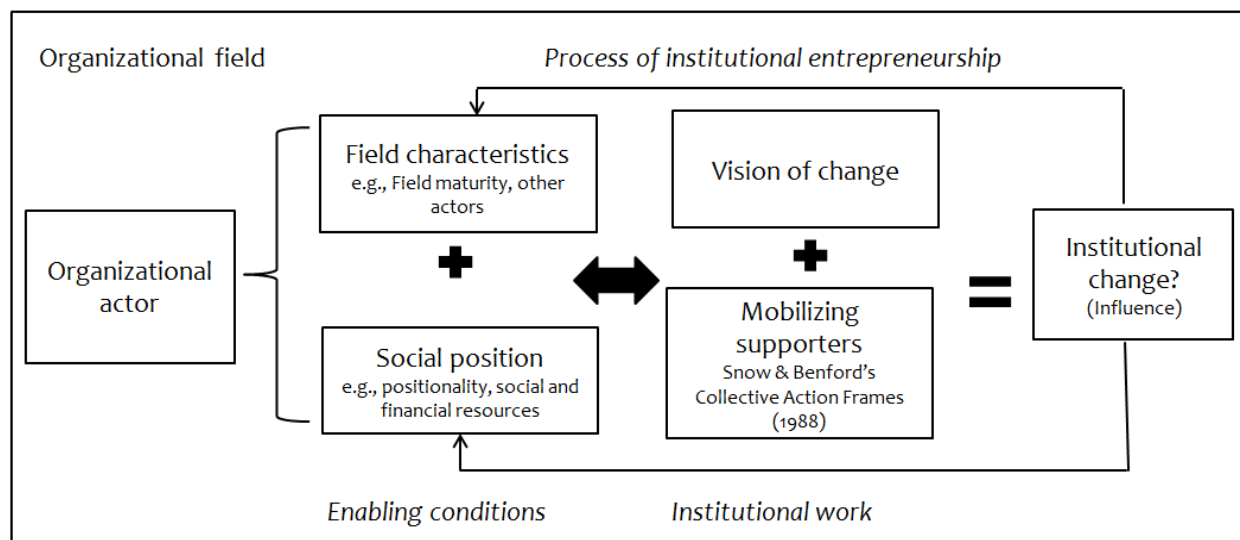 Organizational field
Process of institutional entrepreneurship
Organizational
actor
Field characteristics
e.g., Field maturity, other
actors
Social position
e.g., positionality, social and
financial resources
Vision of change
Mobilizing
supporters
Snow & Benford's
Collective Action Frames
(1988)
Institutional
change?
(Influence)
Enabling conditions
Institutional work